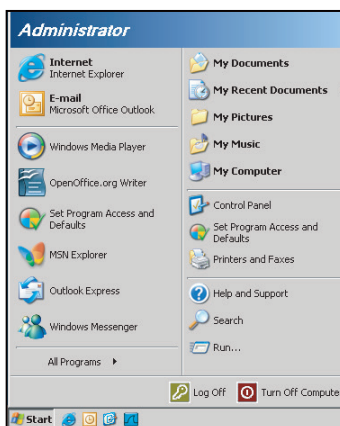 Administrator
Internet
Internet Explorer
E-mail
Microsoft Office Outlook
Windows Media Player
OpenOffice.org Writer
Set Program Access and
Defaults
MSN Explorer
Outlook Express
Windows Messenger
All Programs
My Documents
My Recent Documents
My Pictures
My Music
My Computer
Control Panel
Set Program Access and
Defaults
Printers and Faxes
Help and Support
Search
Run...
Log Off
Turn Off Compute
Start